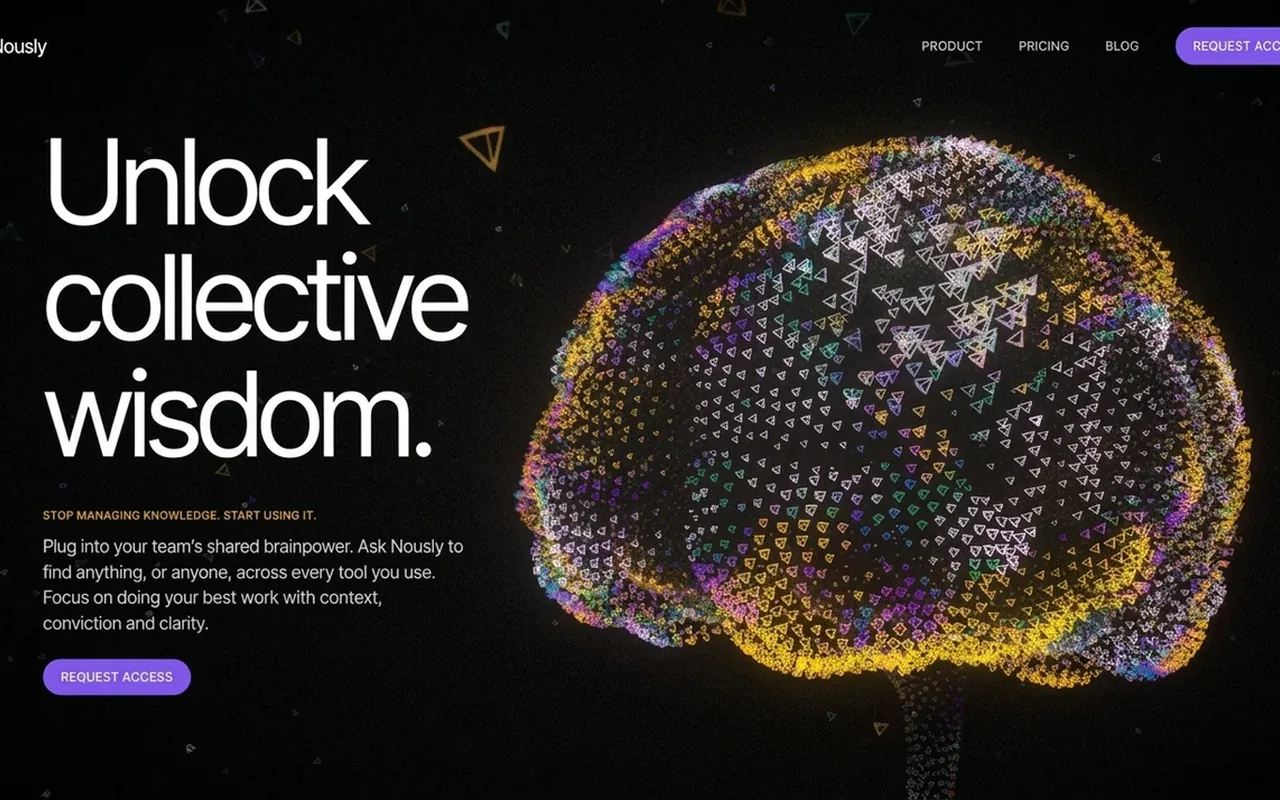 Nously
PRODUCT
PRICING
BLOG
REQUEST ACC
Unlock
collective
wisdom.
STOP MANAGING KNOWLEDGE. START USING IT.
Plug into your team's shared brainpower. Ask Nously to
find anything, or anyone, across every tool you use.
Focus on doing your best work with context,
conviction and clarity.
REQUEST ACCESS